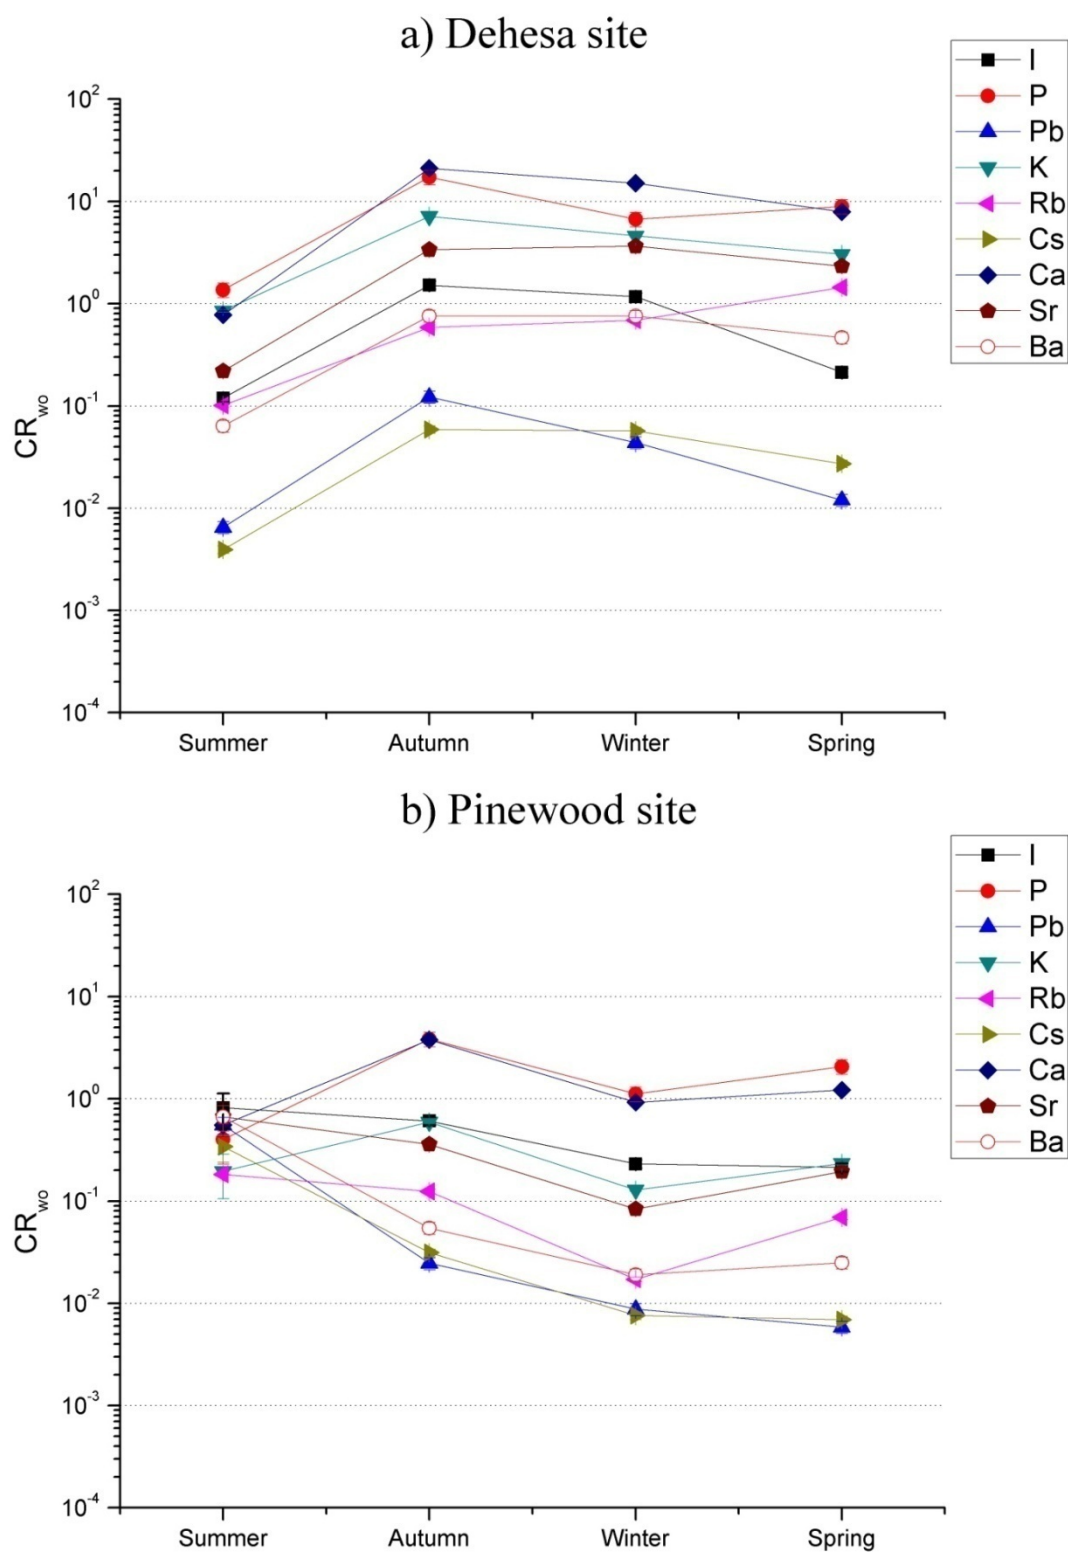 a) Dehesa site
I
P
Pb
K
Rb
Cs
Ca
Sr
Ba
10²
10¹
10⁰
10⁻¹
10⁻²
10⁻³
10⁻⁴
CRwo
Summer Autumn Winter Spring
b) Pinewood site
I
P
Pb
K
Rb
Cs
Ca
Sr
Ba
10²
10¹
10⁰
10⁻¹
10⁻²
10⁻³
10⁻⁴
CRwo
Summer Autumn Winter Spring